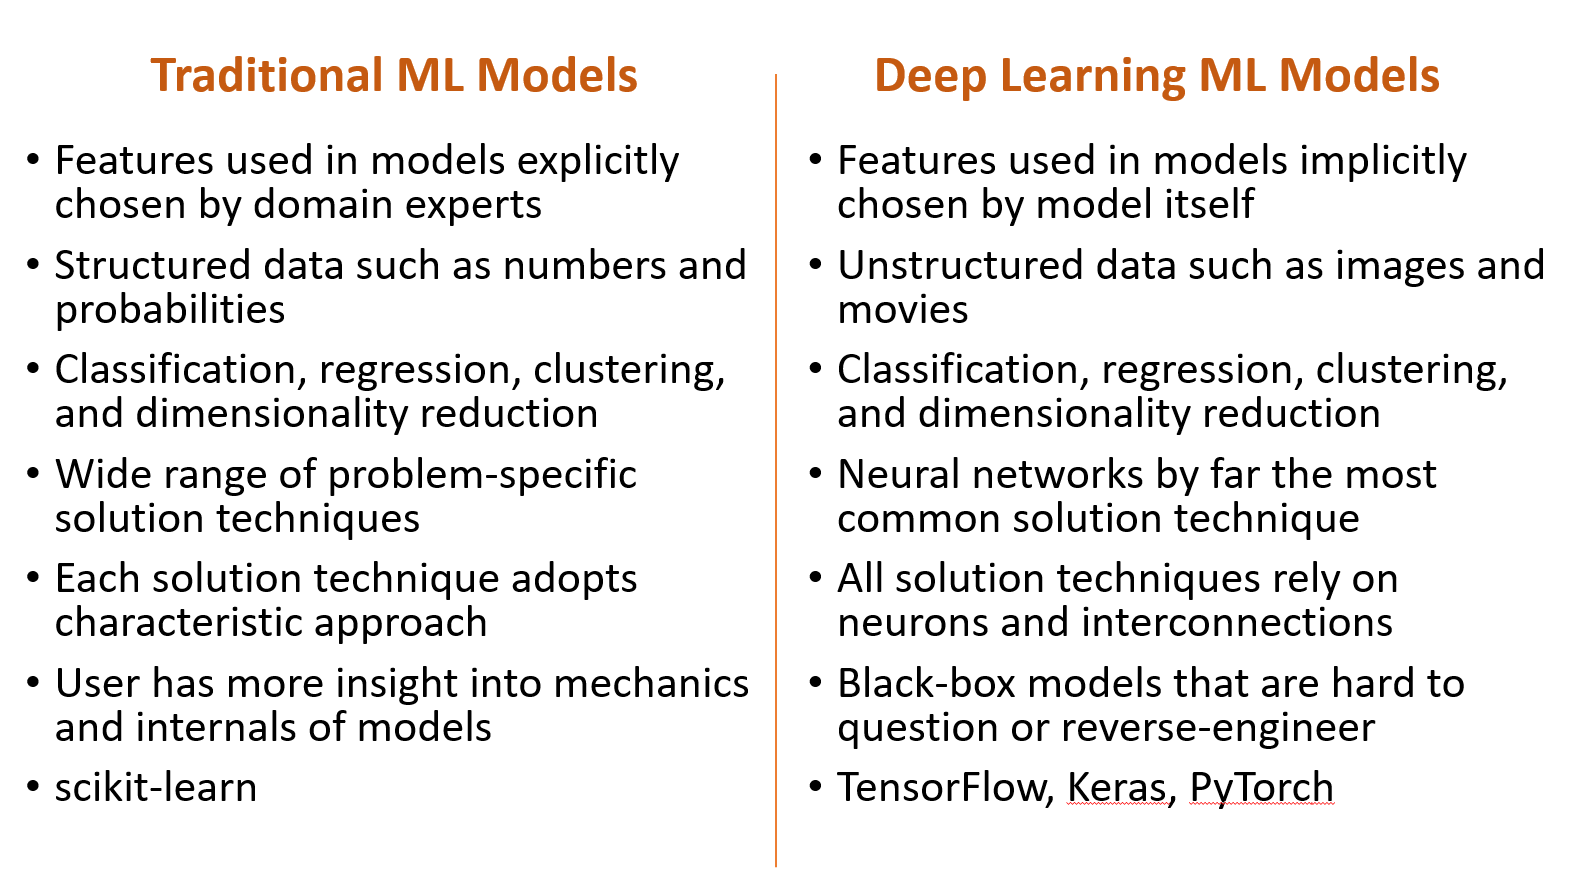 Traditional ML Models
• Features used in models explicitly
chosen by domain experts
• Structured data such as numbers and
probabilities
• Classification, regression, clustering,
and dimensionality reduction
• Wide range of problem-specific
solution techniques
• Each solution technique adopts
characteristic approach
• User has more insight into mechanics
and internals of models
• scikit-learn
Deep Learning ML Models
• Features used in models implicitly
chosen by model itself
• Unstructured data such as images and
movies
• Classification, regression, clustering,
and dimensionality reduction
• Neural networks by far the most
common solution technique
• All solution techniques rely on
neurons and interconnections
• Black-box models that are hard to
question or reverse-engineer
• TensorFlow, Keras, PyTorch